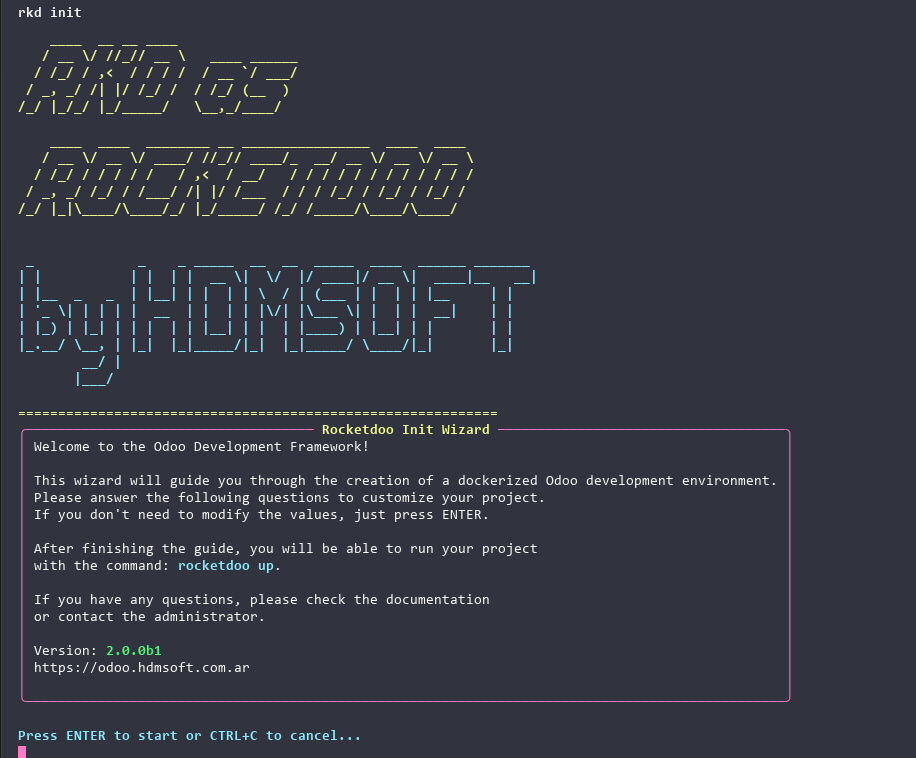 rkd init
RKD as
ROCKETDOO
by HDMSOFT
============================================================
Rocketdoo Init Wizard
Welcome to the Odoo Development Framework!
This wizard will guide you through the creation of a dockerized Odoo development environment.
Please answer the following questions to customize your project.
If you don't need to modify the values, just press ENTER.
After finishing the guide, you will be able to run your project
with the command: rocketdoo up.
If you have any questions, please check the documentation
or contact the administrator.
Version: 2.0.0b1
https://odoo.hdmsoft.com.ar
Press ENTER to start or CTRL+C to cancel...